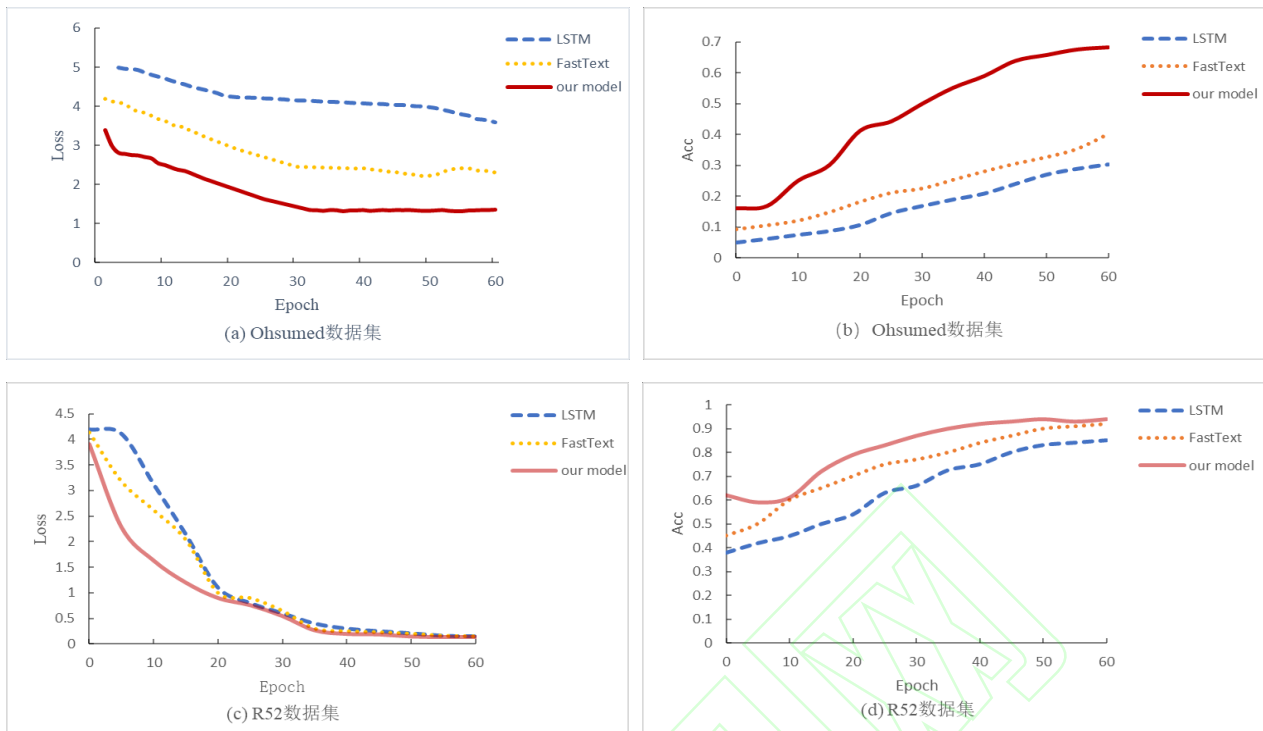 6
5
4
3
2
1
0
Loss
0 10 20 30 40 50 60
Epoch
LSTM
FastText
our model
(a) Ohsumed数据集
0.7
0.6
0.5
0.4
0.3
0.2
0.1
0
Acc
0 10 20 30 40 50 60
Epoch
LSTM
FastText
our model
（b）Ohsumed数据集
4.5
4
3.5
3
2.5
2
1.5
1
0.5
0
Loss
0 10 20 30 40 50 60
Epoch
LSTM
FastText
our model
(c) R52数据集
1
0.9
0.8
0.7
0.6
0.5
0.4
0.3
0.2
0.1
0
Acc
0 10 20 30 40 50 60
Epoch
LSTM
FastText
our model
(d) R52数据集